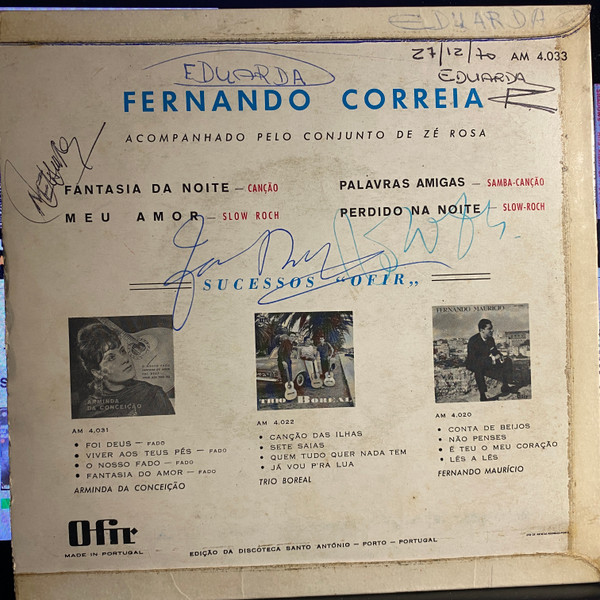 EDUARDA
27/12/70 AM 4.033
EDUARDA
EDUARDA
FERNANDO CORREIA
ACOMPANHADO PELO CONJUNTO DE ZÉ ROSA
FANTASIA DA NOITE — CANÇÃO
MEU AMOR — SLOW ROCH
PALAVRAS AMIGAS — SAMBA-CANÇÃO
PERDIDO NA NOITE — SLOW-ROCH
SUCESSOS “OFIR„
ARMINDA
DA CONCEIÇÃO
AM 4,031
• FOI DEUS — FADO
• VIVER AOS TEUS PÉS — FADO
• O NOSSO FADO — FADO
• FANTASIA DO AMOR — FADO
ARMINDA DA CONCEIÇÃO
TRIO BOREAL
AM 4.022
• CANÇÃO DAS ILHAS
• SETE SAIAS
• QUEM TUDO QUER NADA TEM
• JÁ VOU P'RA LUA
TRIO BOREAL
FERNANDO MAURICIO
AM 4.020
• CONTA DE BEIJOS
• NÃO PENSES
• É TEU O MEU CORAÇÃO
• LÉS A LÉS
FERNANDO MAURÍCIO
Ofir
MADE IN PORTUGAL
EDIÇÃO DA DISCOTECA SANTO ANTÓNIO — PORTO — PORTUGAL